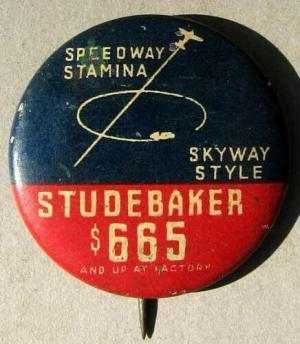 SPEEDWAY
STAMINA
SKYWAY
STYLE
STUDEBAKER
$665
AND UP AT FACTORY